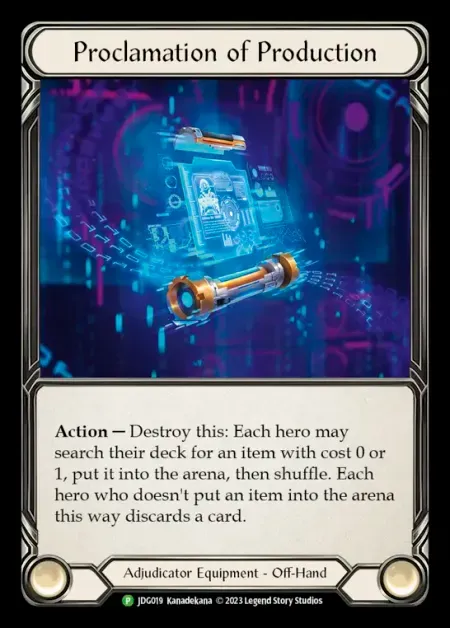 Proclamation of Production
Action — Destroy this: Each hero may
search their deck for an item with cost 0 or
1, put it into the arena, then shuffle. Each
hero who doesn't put an item into the arena
this way discards a card.
Adjudicator Equipment - Off-Hand
P JDG019 Kanadekana © 2023 Legend Story Studios